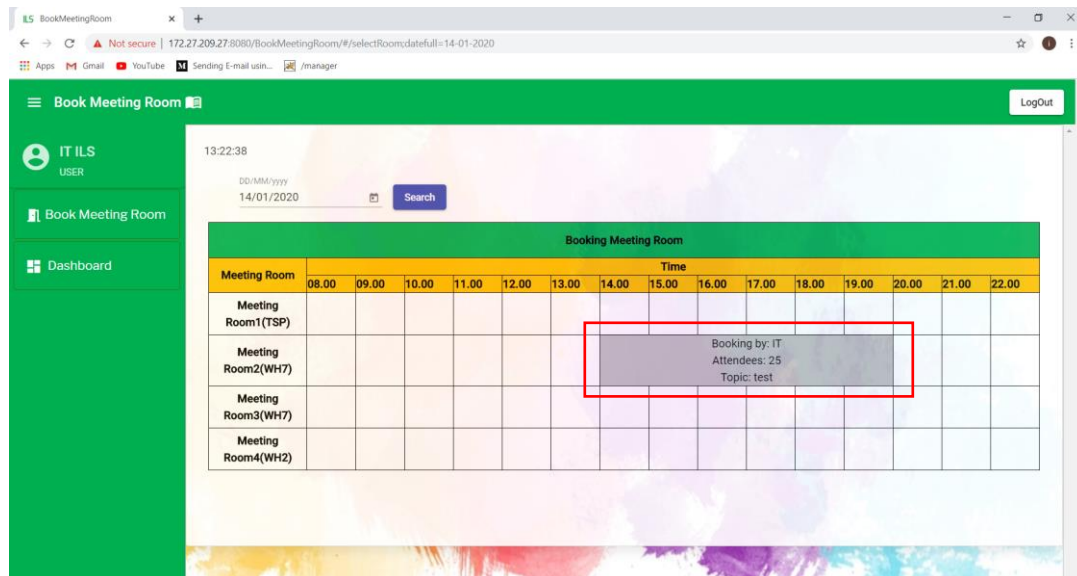 ILS BookMeetingRoom
Not secure | 172.27.209.27:8080/BookMeetingRoom/#/selectRoom;datefull=14-01-2020
Apps Gmail YouTube Sending E-mail usin... /manager
Book Meeting Room LogOut
IT ILS
USER
Book Meeting Room
Dashboard
13:22:38
DD/MM/yyyy
14/01/2020 Search
Booking Meeting Room
Meeting Room Time
08.00 09.00 10.00 11.00 12.00 13.00 14.00 15.00 16.00 17.00 18.00 19.00 20.00 21.00 22.00
Meeting
Room1(TSP)
Meeting
Room2(WH7)
Booking by: IT
Attendees: 25
Topic: test
Meeting
Room3(WH7)
Meeting
Room4(WH2)